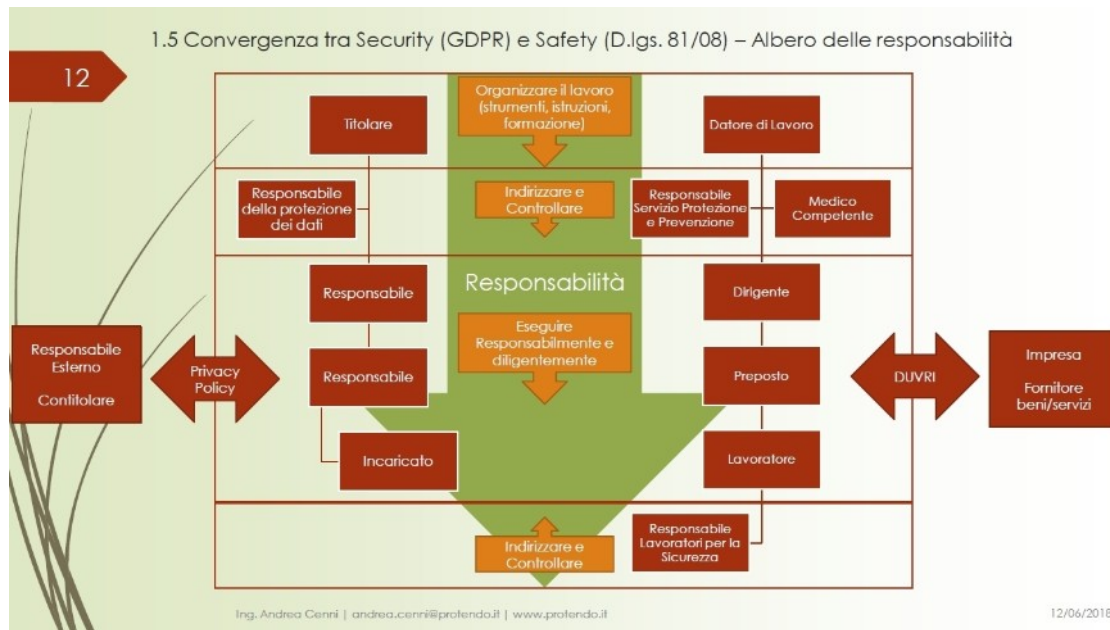 1.5 Convergenza tra Security (GDPR) e Safety (D.lgs. 81/08) – Albero delle responsabilità
12
Titolare
Organizzare il lavoro
(strumenti, istruzioni,
formazione)
Datore di Lavoro
Responsabile
della protezione
dei dati
Indirizzare e
Controllare
Responsabile
Servizio Protezione
e Prevenzione
Medico
Competente
Responsabilità
Responsabile
Dirigente
Responsabile
Esterno
Contitolare
Privacy
Policy
Responsabile
Eseguire
Responsabilmente e
diligentemente
Preposto
DUVRI
Impresa
Fornitore
beni/servizi
Incaricato
Lavoratore
Indirizzare e
Controllare
Responsabile
Lavoratori per la
Sicurezza
Ing. Andrea Cenni | andrea.cenni@protendo.it | www.protendo.it
12/06/2018